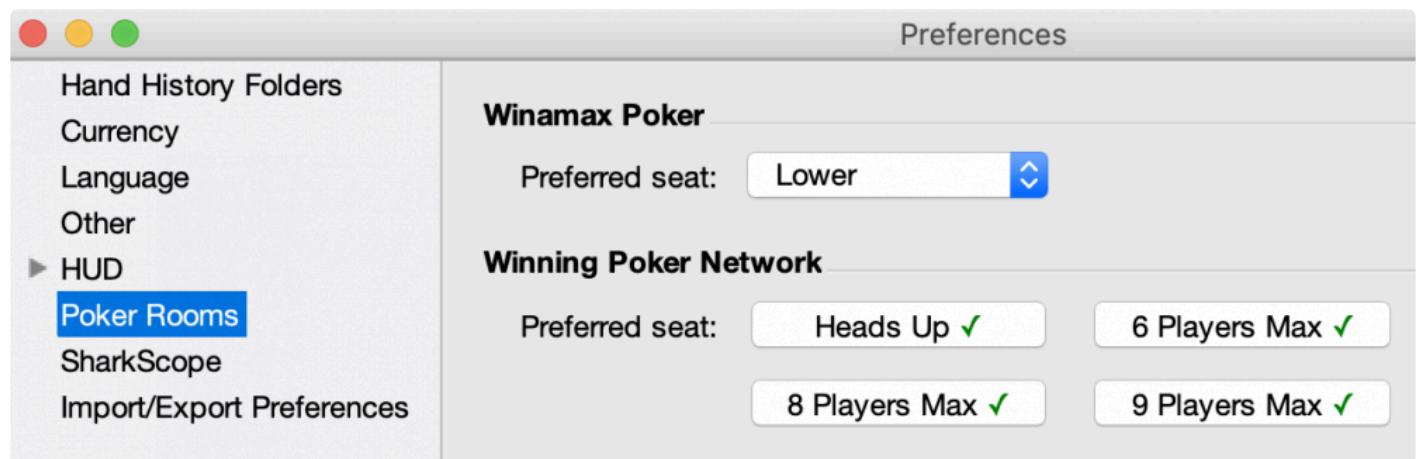 Preferences
Hand History Folders
Currency
Language
Other
HUD
Poker Rooms
SharkScope
Import/Export Preferences
Winamax Poker
Preferred seat: Lower
Winning Poker Network
Preferred seat: Heads Up ✓ 6 Players Max ✓
8 Players Max ✓ 9 Players Max ✓